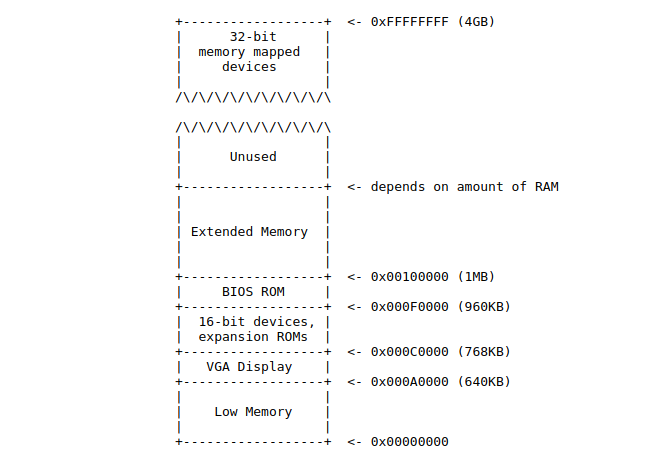 +------------------+  <- 0xFFFFFFFF (4GB)
|      32-bit      |
|  memory mapped   |
|     devices      |
|                  |
/\/\/\/\/\/\/\/\/\/\

/\/\/\/\/\/\/\/\/\/\
|                  |
|      Unused      |
|                  |
+------------------+  <- depends on amount of RAM
|                  |
|                  |
| Extended Memory  |
|                  |
|                  |
+------------------+  <- 0x00100000 (1MB)
|     BIOS ROM     |
+------------------+  <- 0x000F0000 (960KB)
|  16-bit devices, |
|  expansion ROMs  |
+------------------+  <- 0x000C0000 (768KB)
|   VGA Display    |
+------------------+  <- 0x000A0000 (640KB)
|                  |
|    Low Memory    |
|                  |
+------------------+  <- 0x00000000